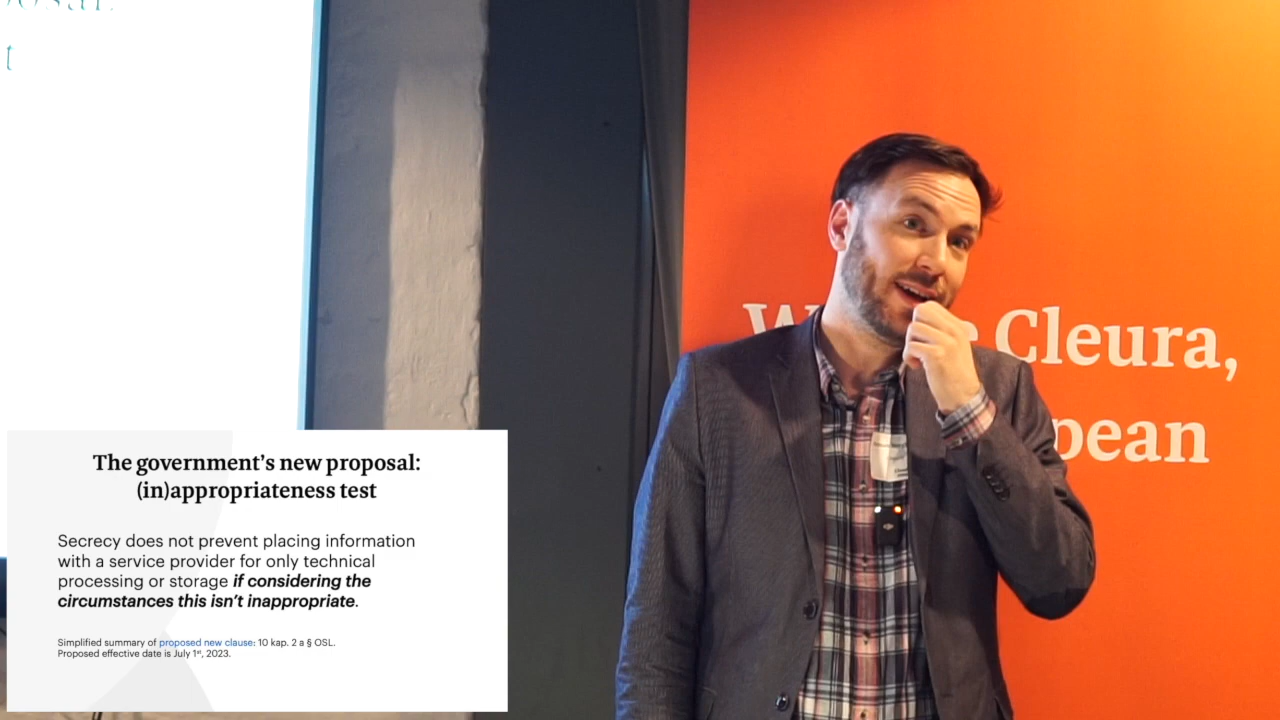 Cleura,
The government's new proposal:
(in)appropriateness test
Secrecy does not prevent placing information
with a service provider for only technical
processing or storage if considering the
circumstances this isn't inappropriate.
Simplified summary of proposed new clause: 10 kap. 2 a § OSL.
Proposed effective date is July 1st, 2023.